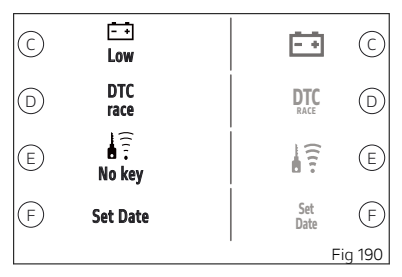 C
- +
Low
- +
C
D
DTC
race
DTC
RACE
D
E
No key
E
F
Set Date
Set
Date
F
Fig 190